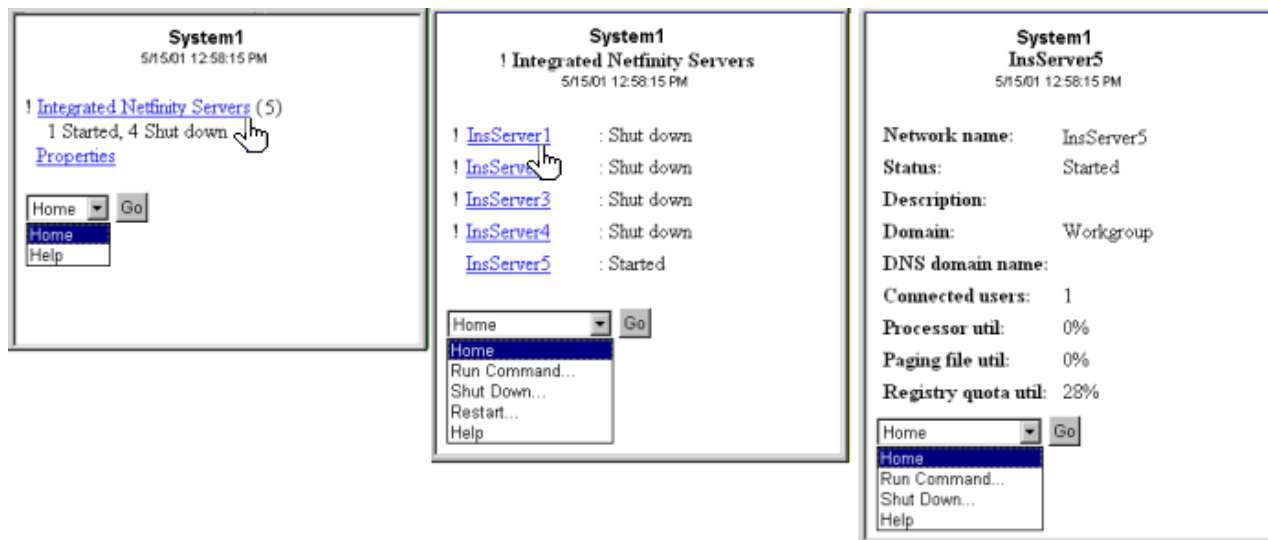 System1
5/15/01 12:58:15 PM
! Integrated Netfinity Servers (5)
1 Started, 4 Shut down
Properties
Home Go
Home
Help
System1
! Integrated Netfinity Servers
5/15/01 12:58:15 PM
! InsServer1 : Shut down
! InsServe : Shut down
! InsServer3 : Shut down
! InsServer4 : Shut down
InsServer5 : Started
Home Go
Home
Run Command...
Shut Down...
Restart...
Help
System1
InsServer5
5/15/01 12:58:15 PM
Network name: InsServer5
Status: Started
Description:
Domain: Workgroup
DNS domain name:
Connected users: 1
Processor util: 0%
Paging file util: 0%
Registry quota util: 28%
Home Go
Home
Run Command...
Shut Down...
Help